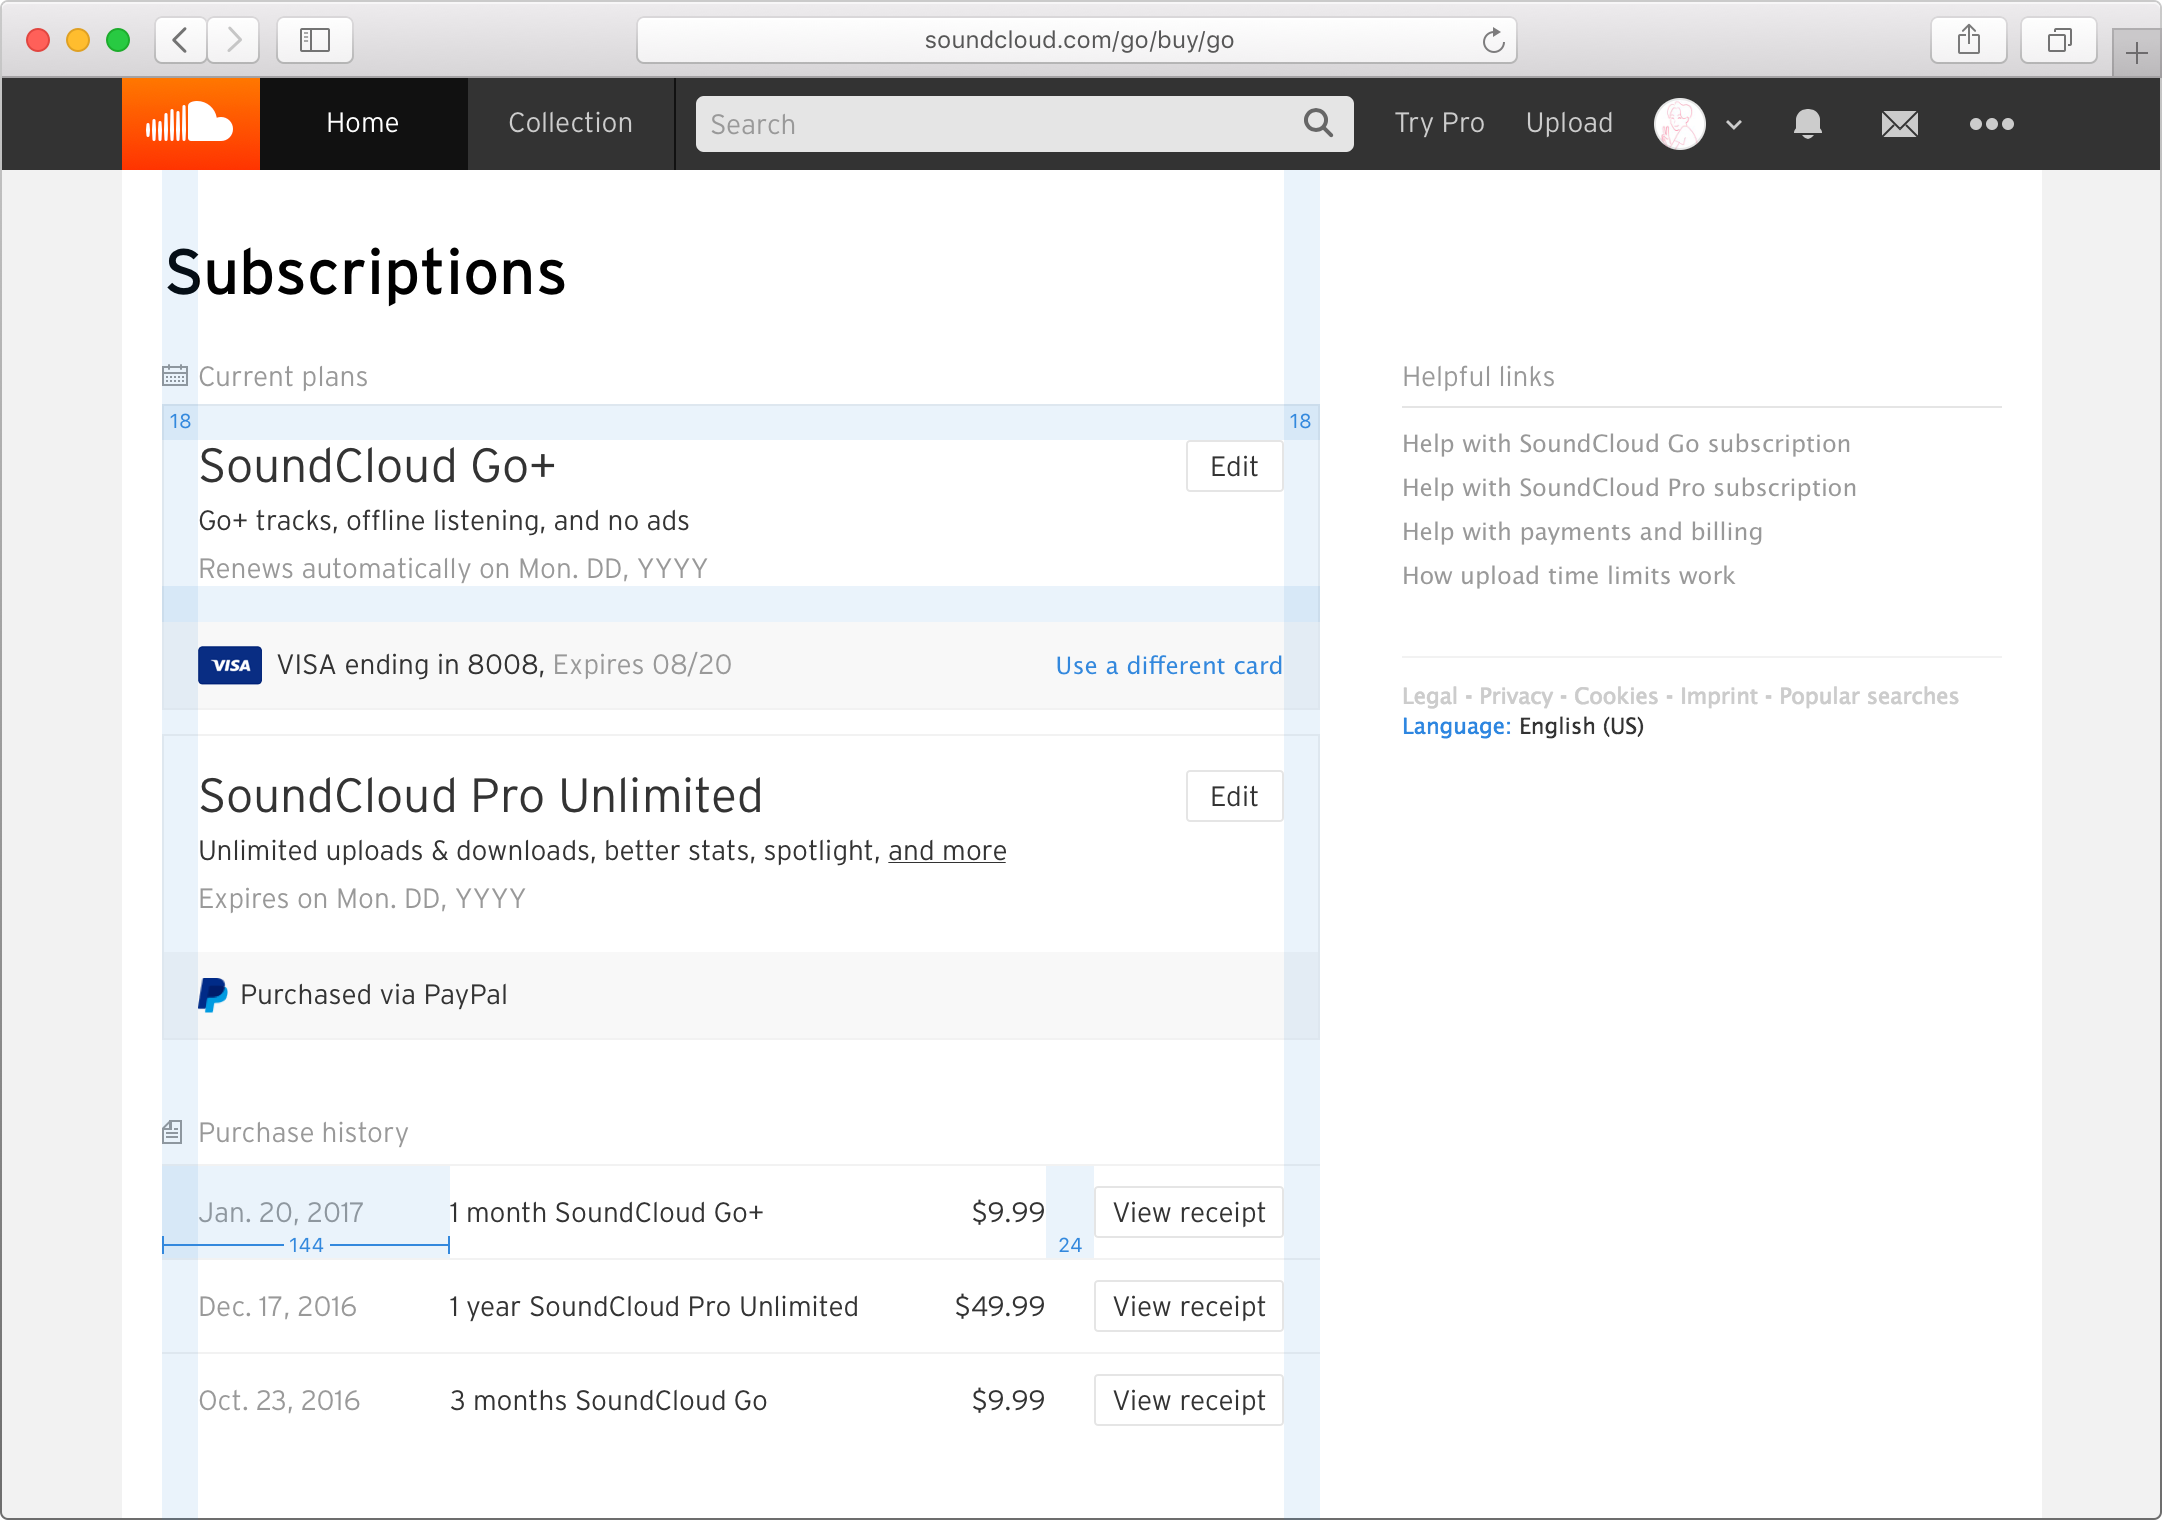 soundcloud.com/go/buy/go
Home
Collection
Search
Try Pro
Upload
Subscriptions
Current plans
18
18
SoundCloud Go+
Edit
Go+ tracks, offline listening, and no ads
Renews automatically on Mon. DD, YYYY
VISA
VISA ending in 8008, Expires 08/20
Use a different card
SoundCloud Pro Unlimited
Edit
Unlimited uploads & downloads, better stats, spotlight, and more
Expires on Mon. DD, YYYY
Purchased via PayPal
Purchase history
Jan. 20, 2017
1 month SoundCloud Go+
$9.99
View receipt
144
24
Dec. 17, 2016
1 year SoundCloud Pro Unlimited
$49.99
View receipt
Oct. 23, 2016
3 months SoundCloud Go
$9.99
View receipt
Helpful links
Help with SoundCloud Go subscription
Help with SoundCloud Pro subscription
Help with payments and billing
How upload time limits work
Legal - Privacy - Cookies - Imprint - Popular searches
Language: English (US)